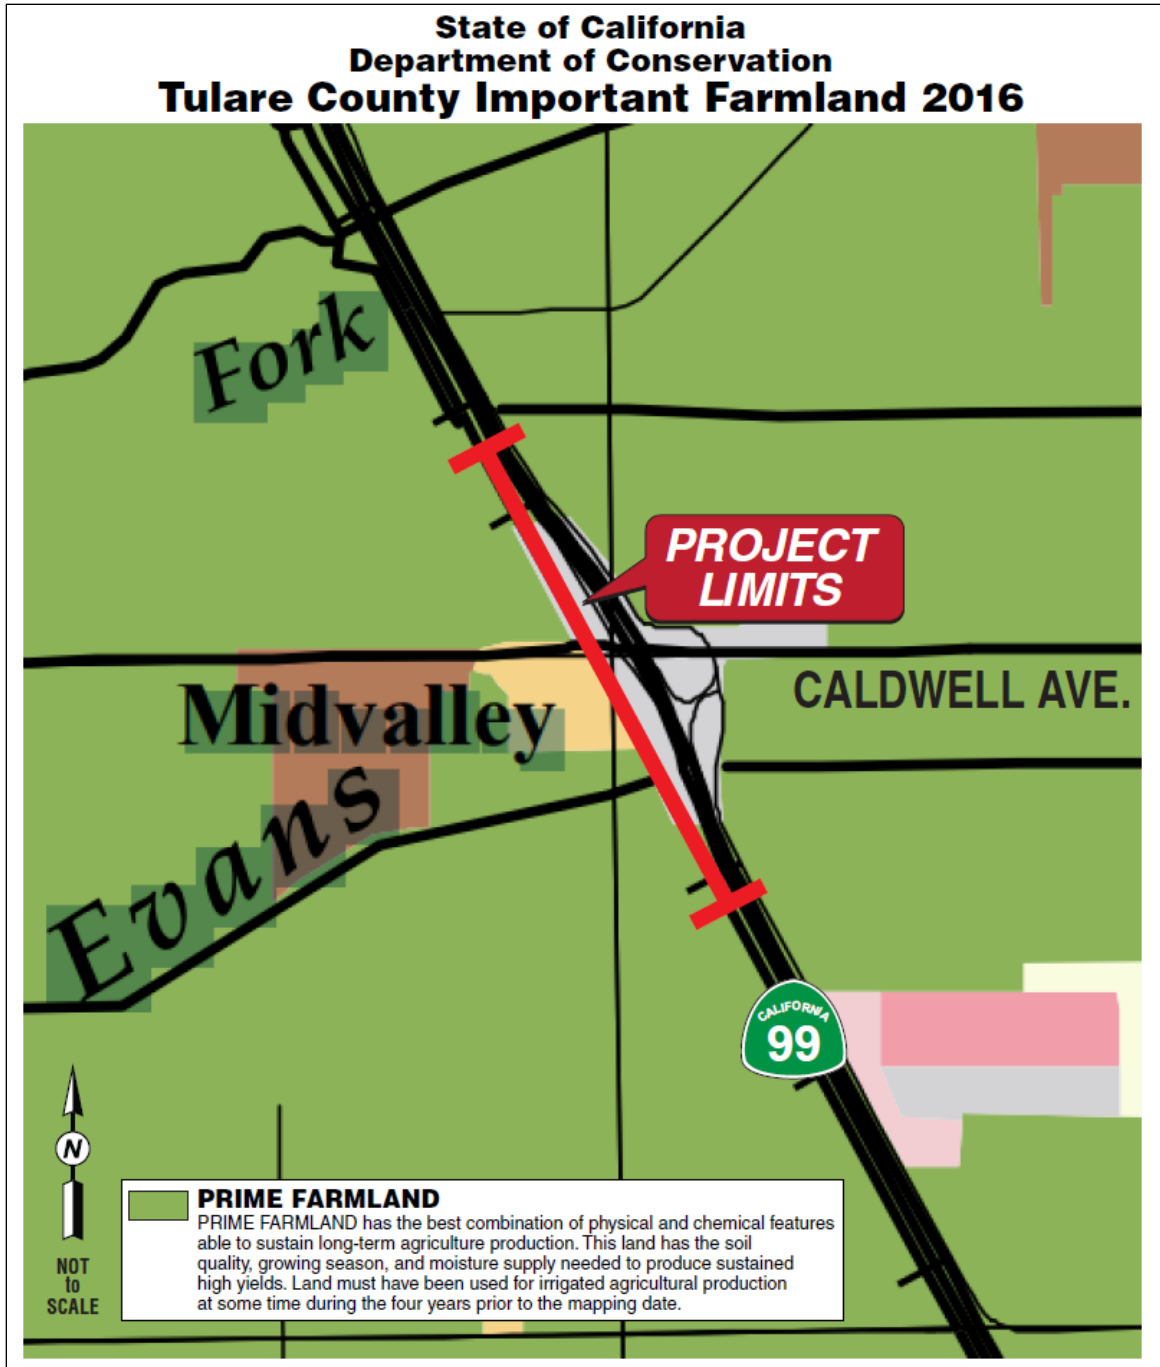 State of California
Department of Conservation
Tulare County Important Farmland 2016
Fork
PROJECT
LIMITS
CALDWELL AVE.
Midvalley
Evans
CALIFORNIA
99
N
NOT
to
SCALE
PRIME FARMLAND
PRIME FARMLAND has the best combination of physical and chemical features
able to sustain long-term agriculture production. This land has the soil
quality, growing season, and moisture supply needed to produce sustained
high yields. Land must have been used for irrigated agricultural production
at some time during the four years prior to the mapping date.